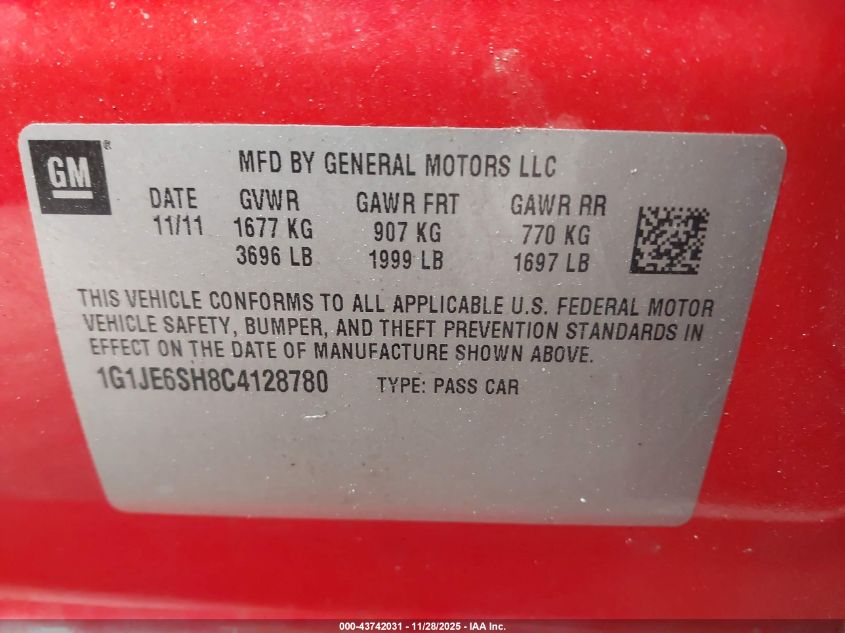 GM®
MFD BY GENERAL MOTORS LLC
DATE GVWR GAWR FRT GAWR RR
11/11 1677 KG 907 KG 770 KG
3696 LB 1999 LB 1697 LB
THIS VEHICLE CONFORMS TO ALL APPLICABLE U.S. FEDERAL MOTOR
VEHICLE SAFETY, BUMPER, AND THEFT PREVENTION STANDARDS IN
EFFECT ON THE DATE OF MANUFACTURE SHOWN ABOVE.
1G1JE6SH8C4128780 TYPE: PASS CAR
000-43742031 - 11/28/2025 - IAA Inc.